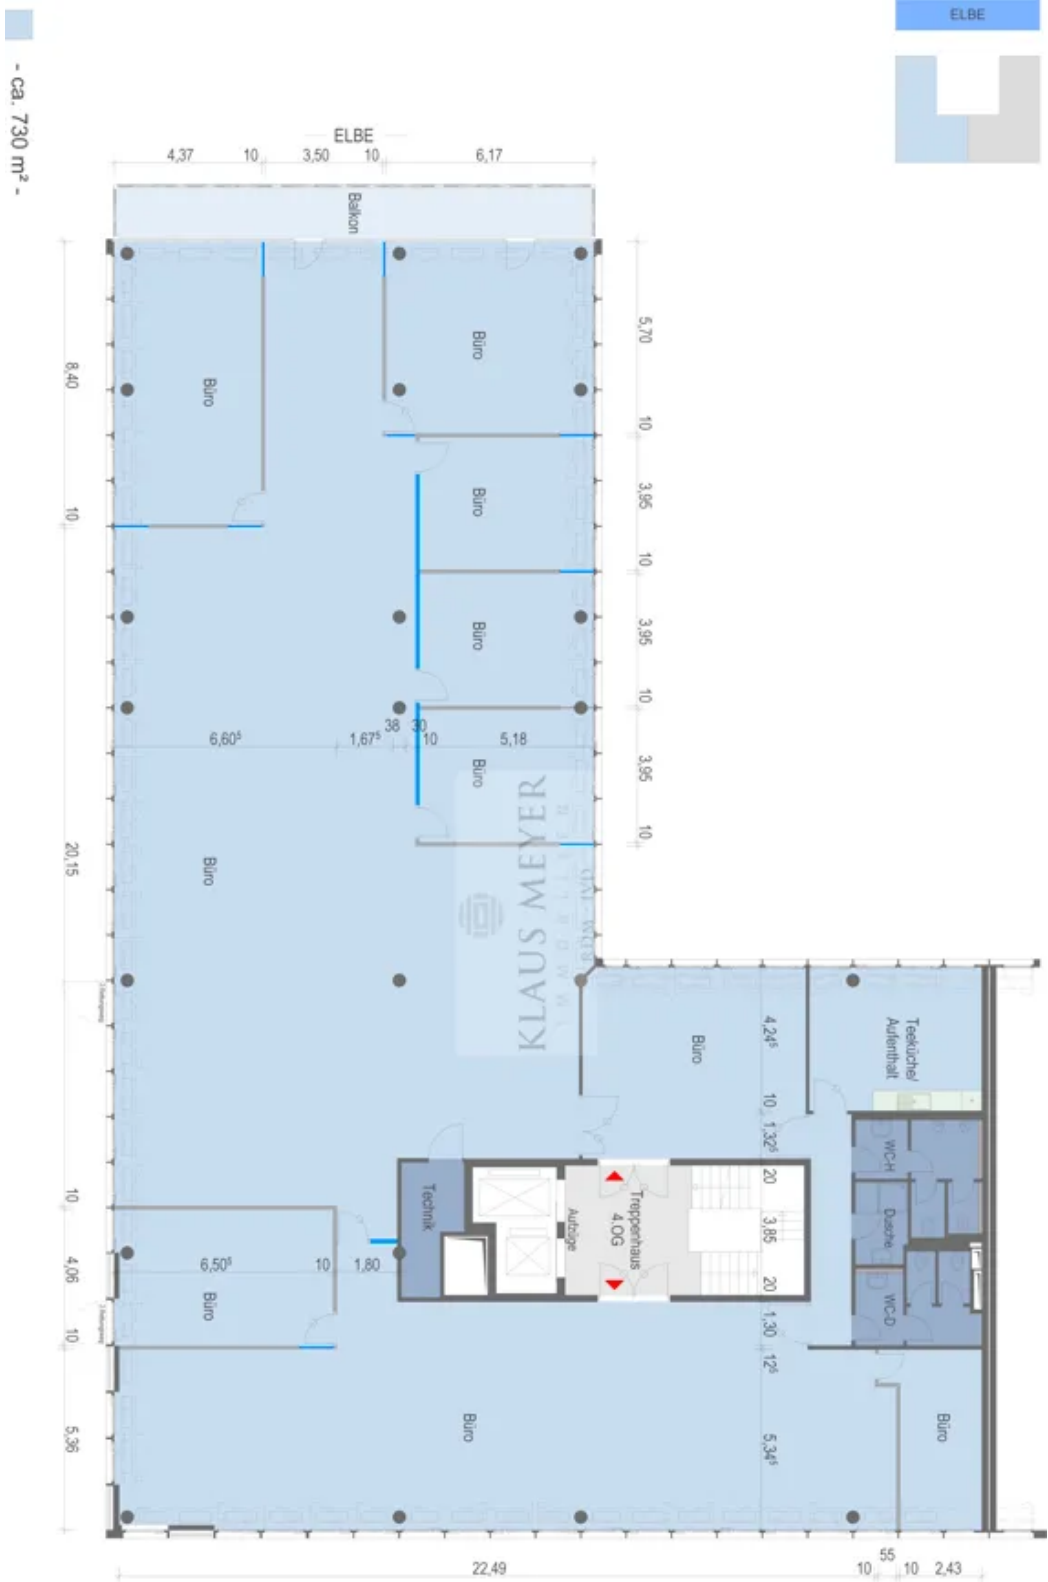 ELBE
- ca. 730 m² -
ELBE
4,37
10
3,50
10
6,17
Balkon
5,70
Büro
Büro
8,40
10
Büro
3,95
10
10
Büro
3,95
10
38
30
6,60⁵
1,67⁵
10
5,18
Büro
3,95
10
KLAUS MEYER
Büro
20,15
Büro
4,24⁵
Teeküche/
Aufenthalt
10
1,32⁵
WC-H
20
Technik
Treppenhaus
4.OG
Aufzüge
3,85
Dusche
10
6,50⁵
10
1,80
4,06
20
Büro
WC-D
1,30
10
12⁵
Büro
5,36
5,34⁵
Büro
22,49
10
55
10
2,43